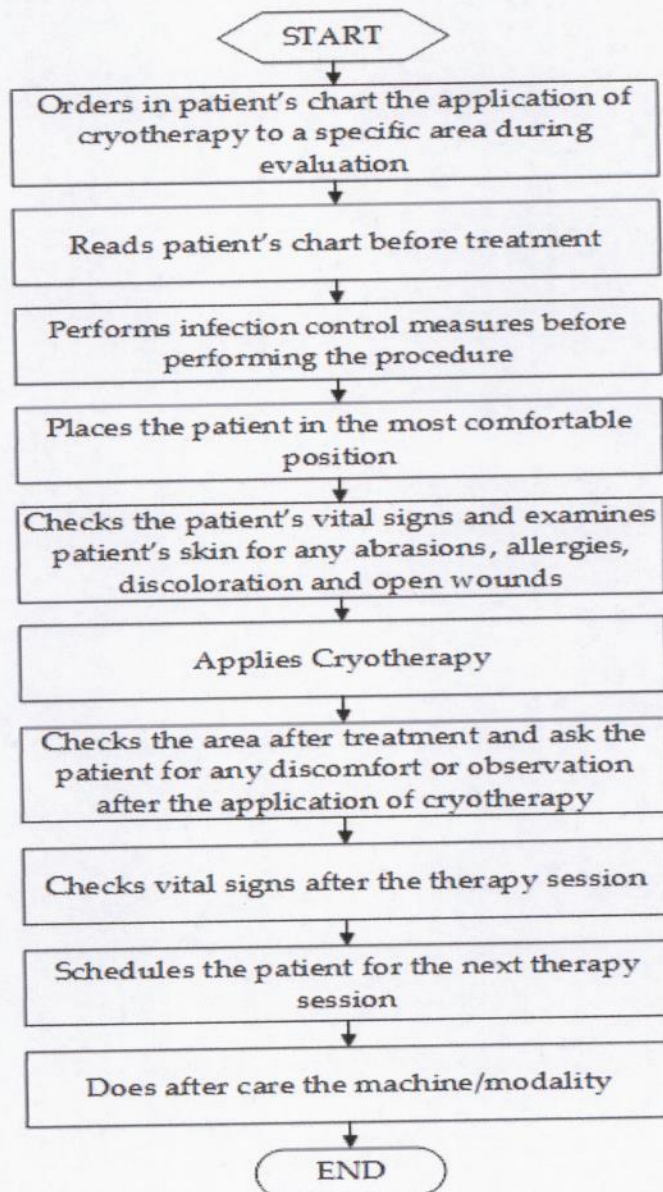 START
Orders in patient's chart the application of
cryotherapy to a specific area during
evaluation
Reads patient's chart before treatment
Performs infection control measures before
performing the procedure
Places the patient in the most comfortable
position
Checks the patient's vital signs and examines
patient's skin for any abrasions, allergies,
discoloration and open wounds
Applies Cryotherapy
Checks the area after treatment and ask the
patient for any discomfort or observation
after the application of cryotherapy
Checks vital signs after the therapy session
Schedules the patient for the next therapy
session
Does after care the machine/modality
END